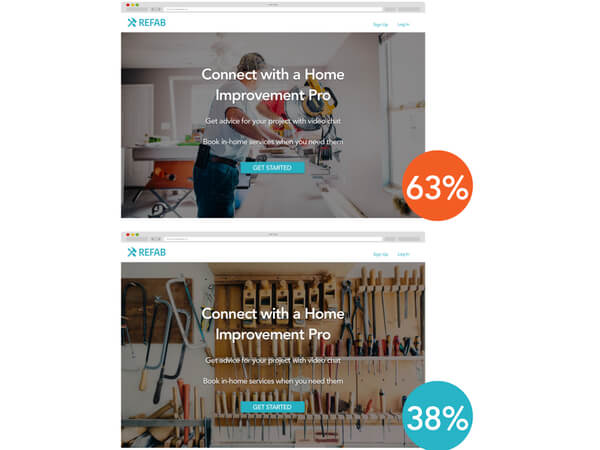 REFAB
Sign Up Log In
Connect with a Home
Improvement Pro
Get advice for your project with video chat
Book in-home services when you need them
GET STARTED
63%
REFAB
Sign Up Log In
Connect with a Home
Improvement Pro
Get advice for your project with video chat
Book in-home services when you need them
GET STARTED
38%